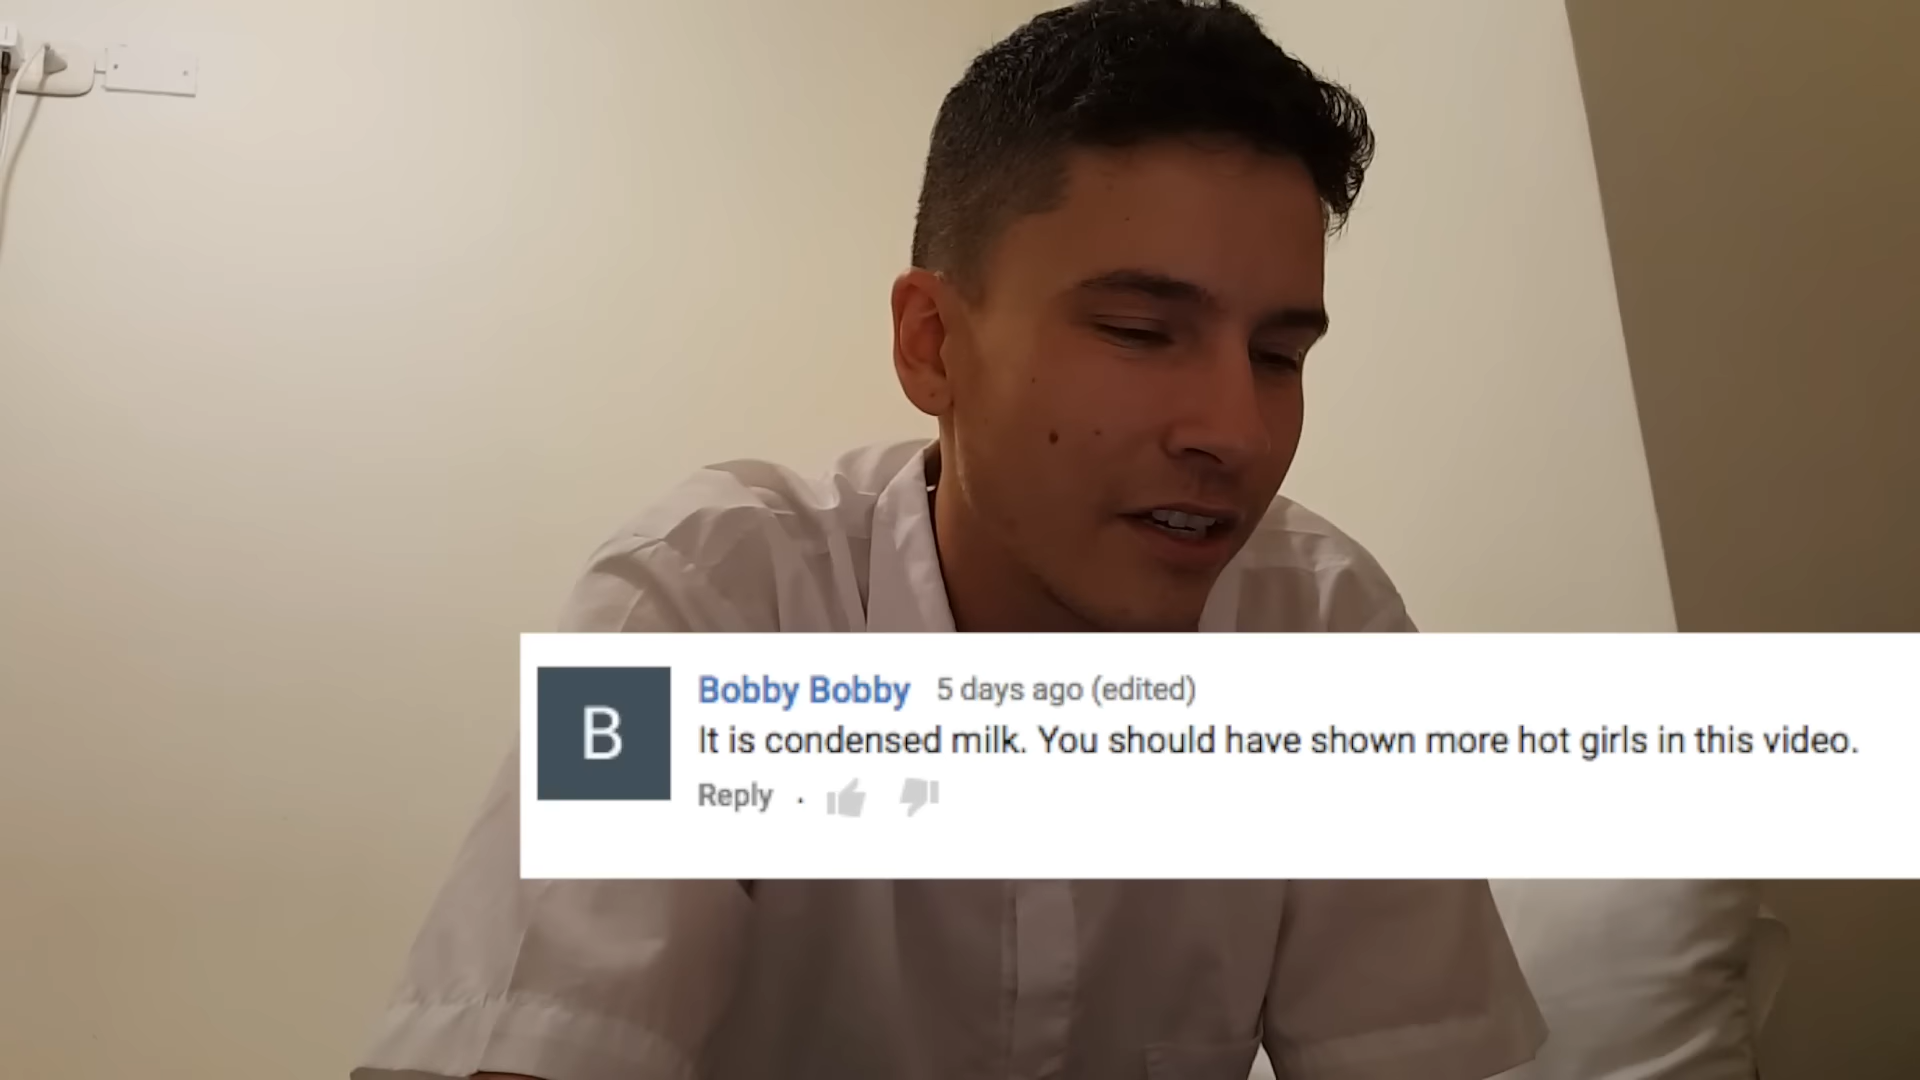 B
Bobby Bobby 5 days ago (edited)
It is condensed milk. You should have shown more hot girls in this video.
Reply .